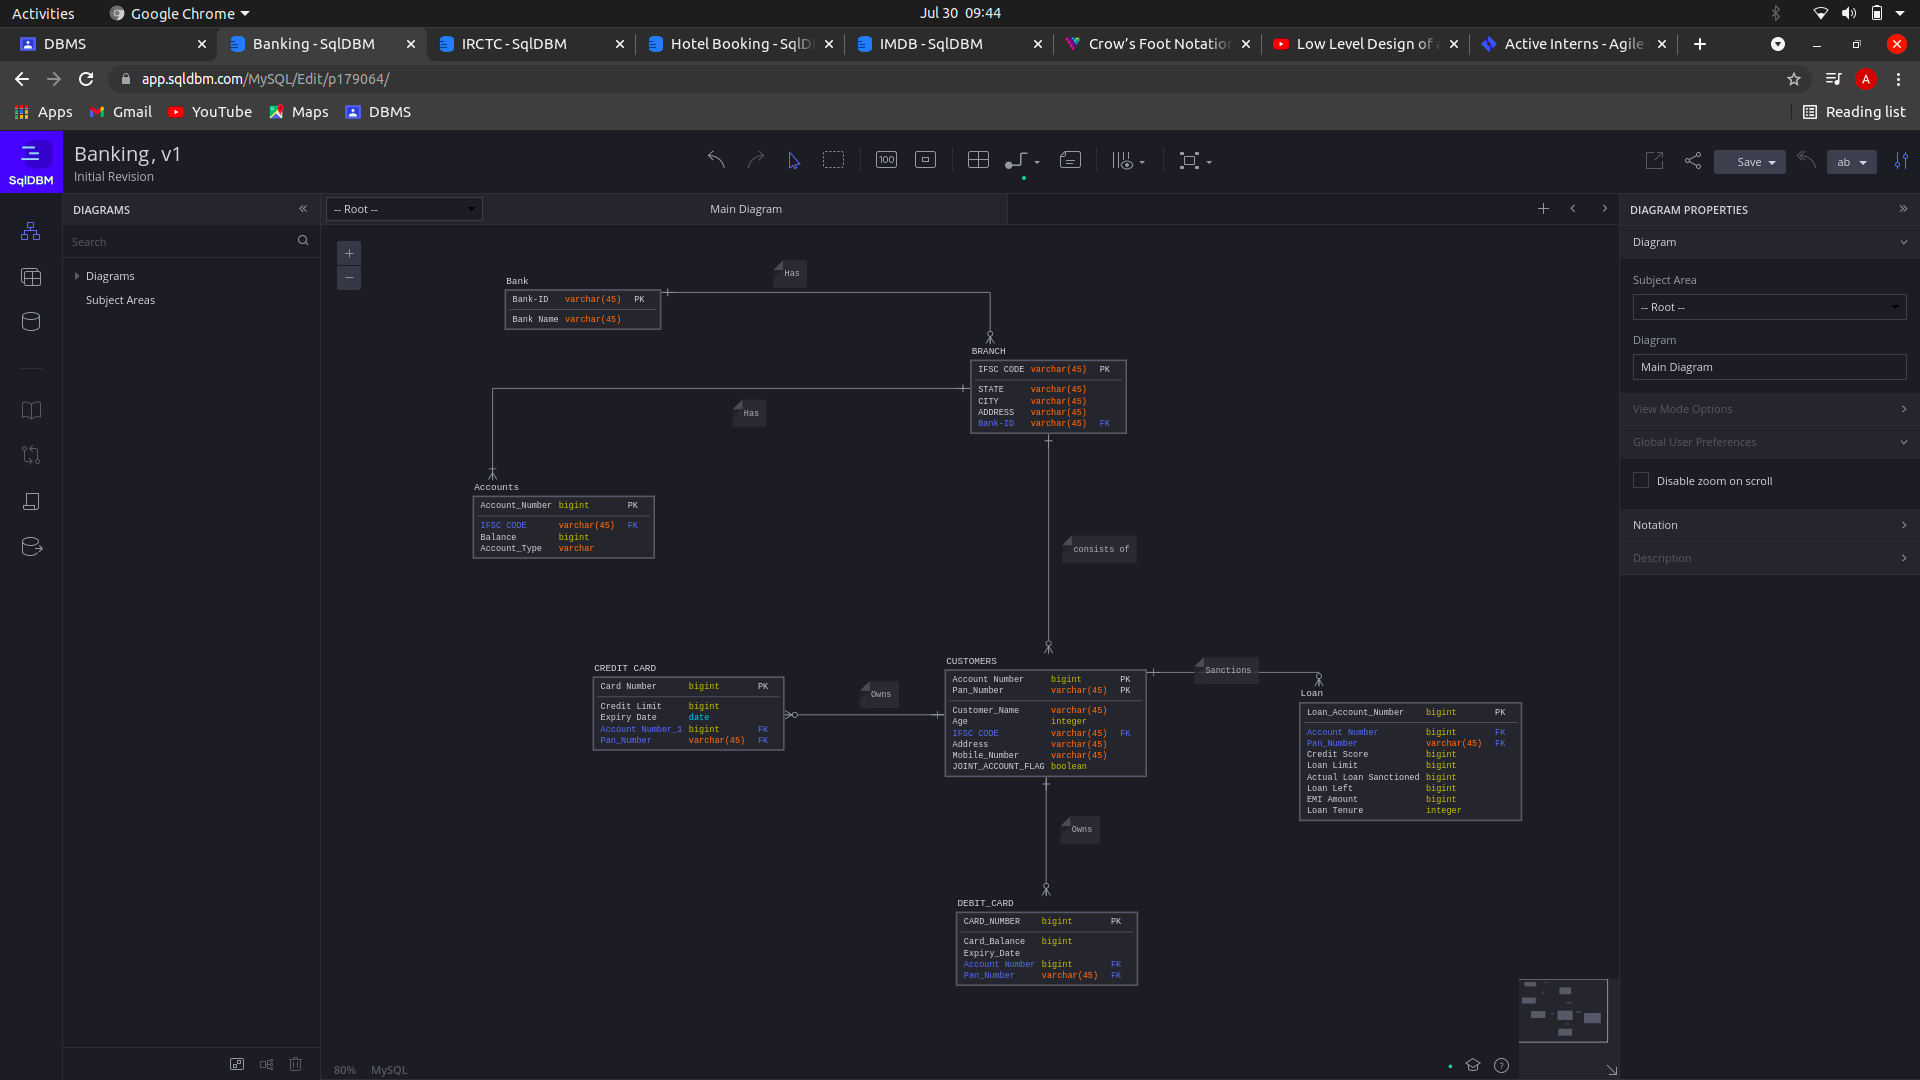 Activities
Google Chrome
Jul 30 09:44
DBMS
Banking - SqlDBM
IRCTC - SqlDBM
Hotel Booking - SqlD
IMDB - SqlDBM
Crow's Foot Notation
Low Level Design of a
Active Interns - Agile
app.sqldbm.com/MySQL/Edit/p179064/
A
Apps
Gmail
YouTube
Maps
DBMS
Reading list
SqlDBM
Banking, v1
Initial Revision
100
Save
ab
DIAGRAMS
Search
Diagrams
Subject Areas
-- Root --
Main Diagram
Bank
Bank-ID varchar(45) PK
Bank Name varchar(45)
Has
BRANCH
IFSC CODE varchar(45) PK
STATE varchar(45)
CITY varchar(45)
ADDRESS varchar(45)
Bank-ID varchar(45) FK
Has
Accounts
Account_Number bigint PK
IFSC CODE varchar(45) FK
Balance bigint
Account_Type varchar
consists of
CREDIT CARD
Card Number bigint PK
Credit Limit bigint
Expiry Date date
Account Number_1 bigint FK
Pan_Number varchar(45) FK
Owns
CUSTOMERS
Account Number bigint PK
Pan_Number varchar(45) PK
Customer_Name varchar(45)
Age integer
IFSC CODE varchar(45) FK
Address varchar(45)
Mobile_Number varchar(45)
JOINT_ACCOUNT_FLAG boolean
Sanctions
Loan
Loan_Account_Number bigint PK
Account Number bigint FK
Pan_Number varchar(45) FK
Credit Score bigint
Loan Limit bigint
Actual Loan Sanctioned bigint
Loan Left bigint
EMI Amount bigint
Loan Tenure integer
Owns
DEBIT_CARD
CARD_NUMBER bigint PK
Card_Balance bigint
Expiry_Date
Account Number bigint FK
Pan_Number varchar(45) FK
80% MySQL
DIAGRAM PROPERTIES
Diagram
Subject Area
-- Root --
Diagram
Main Diagram
View Mode Options
Global User Preferences
Disable zoom on scroll
Notation
Description